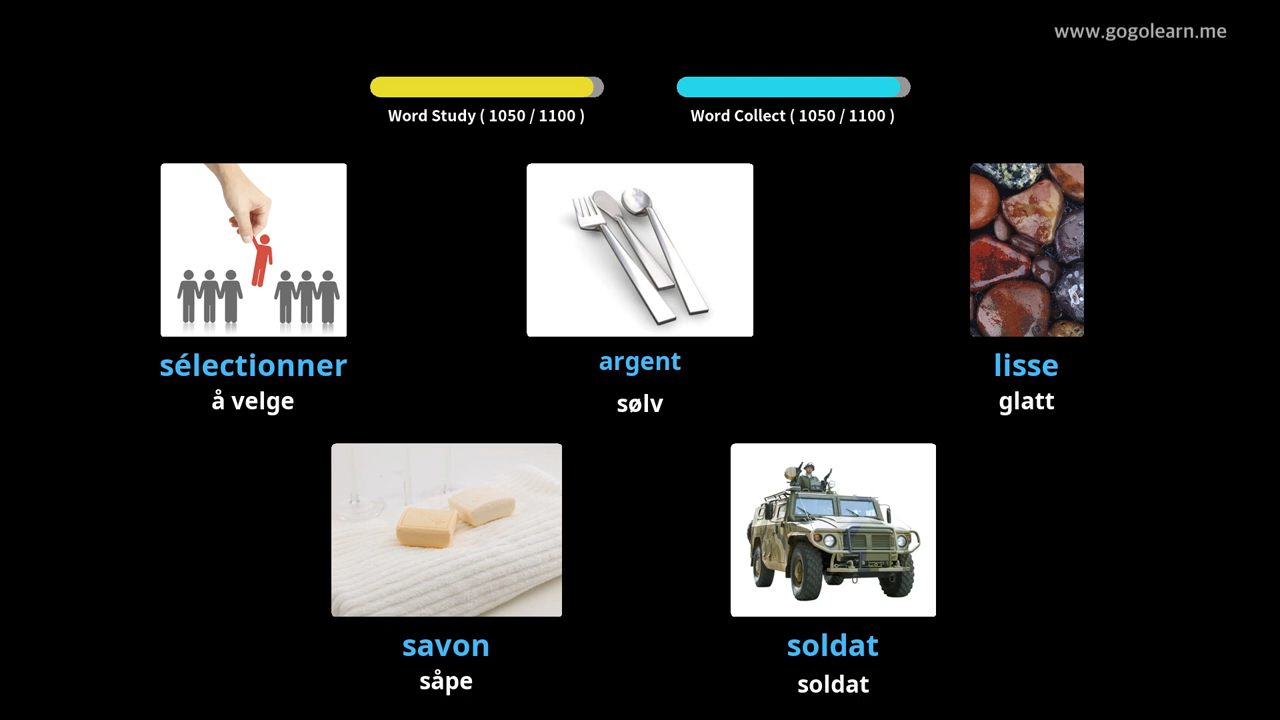 www.gogolearn.me
Word Study ( 1050 / 1100 )
Word Collect ( 1050 / 1100 )
sélectionner
å velge
argent
sølv
lisse
glatt
savon
såpe
soldat
soldat